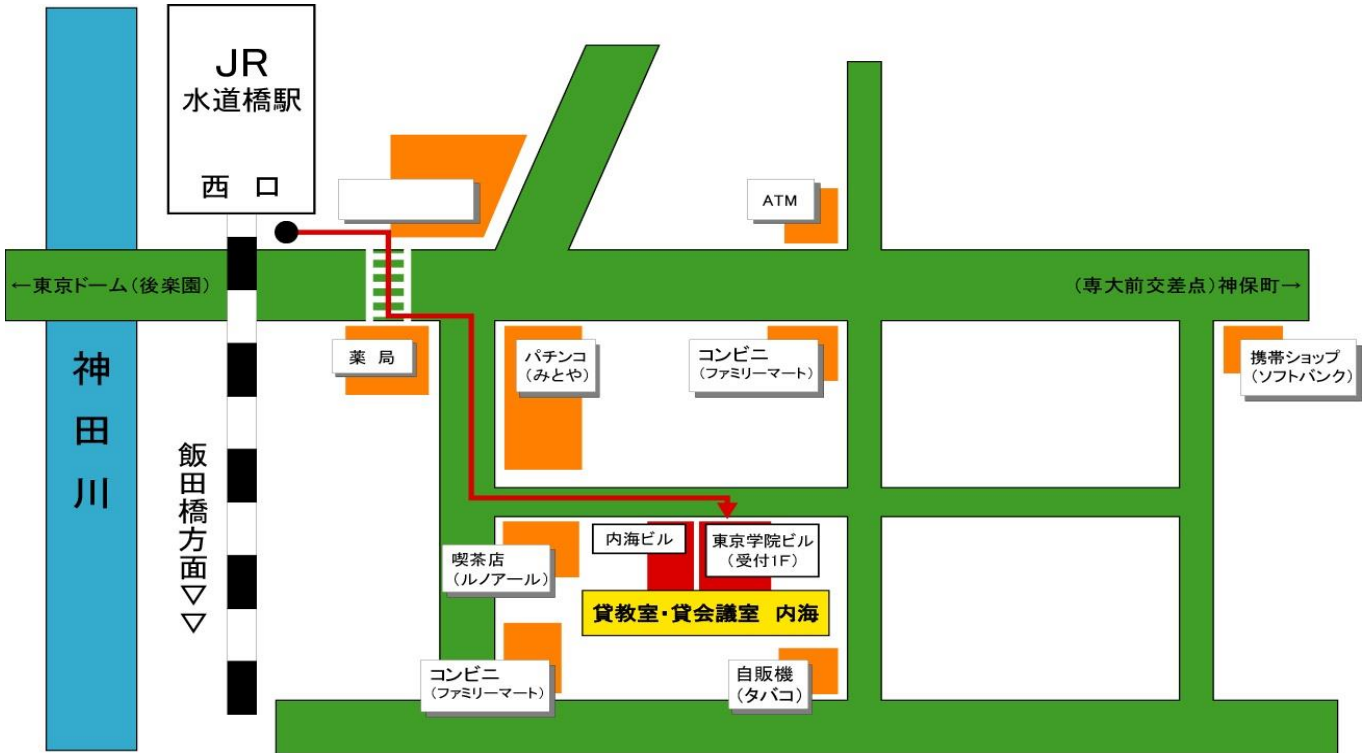 JR
水道橋駅
西 口
ATM
←東京ドーム(後楽園)
(専大前交差点)神保町→
薬 局
パチンコ
(みとや)
コンビニ
(ファミリーマート)
携帯ショップ
(ソフトバンク)
神田川
飯田橋方面▽▽
内海ビル
東京学院ビル
(受付1F)
喫茶店
(ルノアール)
貸教室・貸会議室 内海
コンビニ
(ファミリーマート)
自販機
(タバコ)